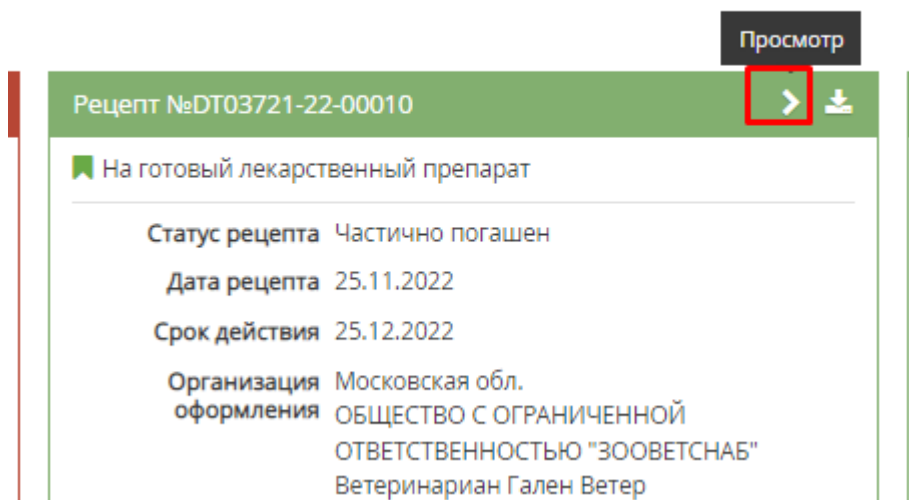 Просмотр
Рецепт №DT03721-22-00010
На готовый лекарственный препарат
Статус рецепта Частично погашен
Дата рецепта 25.11.2022
Срок действия 25.12.2022
Организация оформления Московская обл.
ОБЩЕСТВО С ОГРАНИЧЕННОЙ
ОТВЕТСТВЕННОСТЬЮ "ЗООВЕТСНАБ"
Ветеринариан Гален Ветер